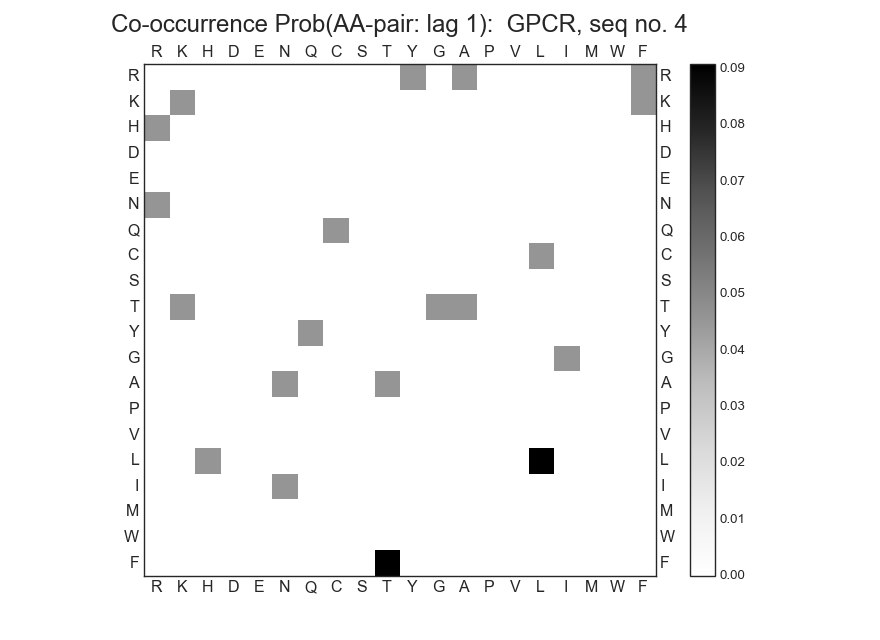 Co-occurrence Prob(AA-pair: lag 1):  GPCR, seq no. 4
R K H D E N Q C S T Y G A P V L I M W F
R R 0.09
K K
H H 0.08
D D
E E 0.07
N N
Q Q 0.06
C C
S S
T T 0.05
Y Y
G G 0.04
A A
P P 0.03
V V
L L 0.02
I I
M M 0.01
W W
F F 0.00
R K H D E N Q C S T Y G A P V L I M W F